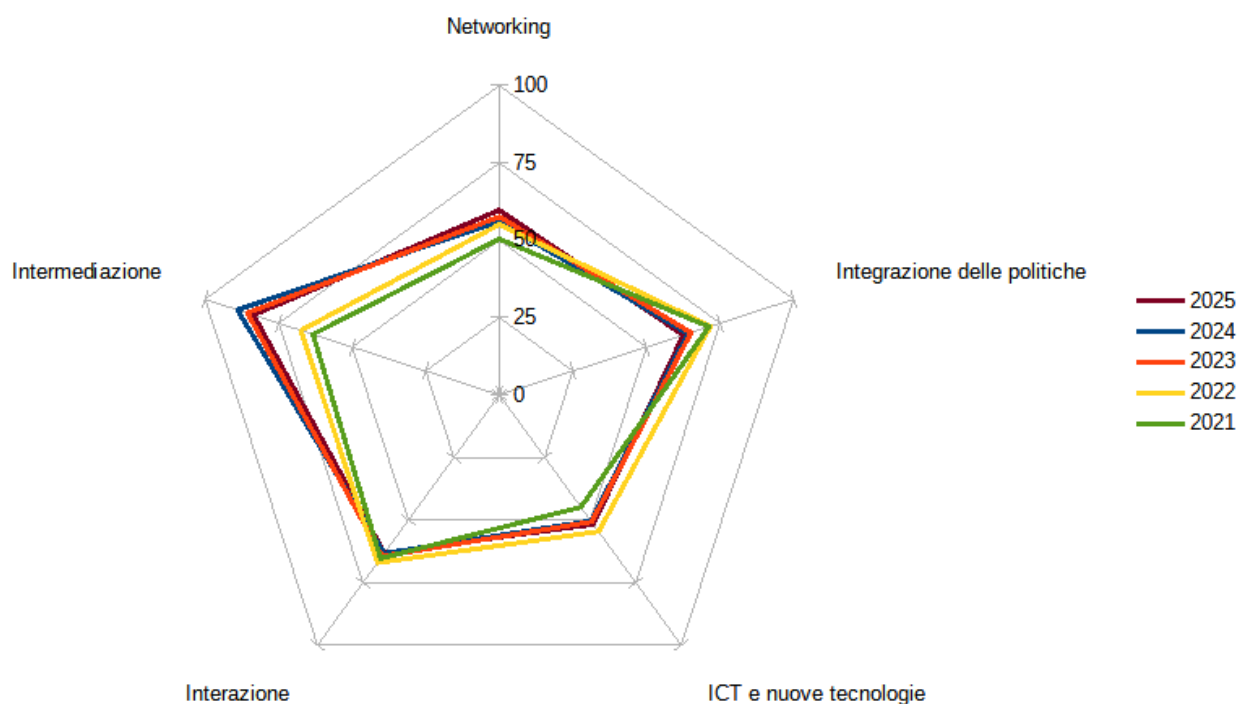 Networking
100
75
50
25
0
Intermediazione
Integrazione delle politiche
2025
2024
2023
2022
2021
Interazione
ICT e nuove tecnologie